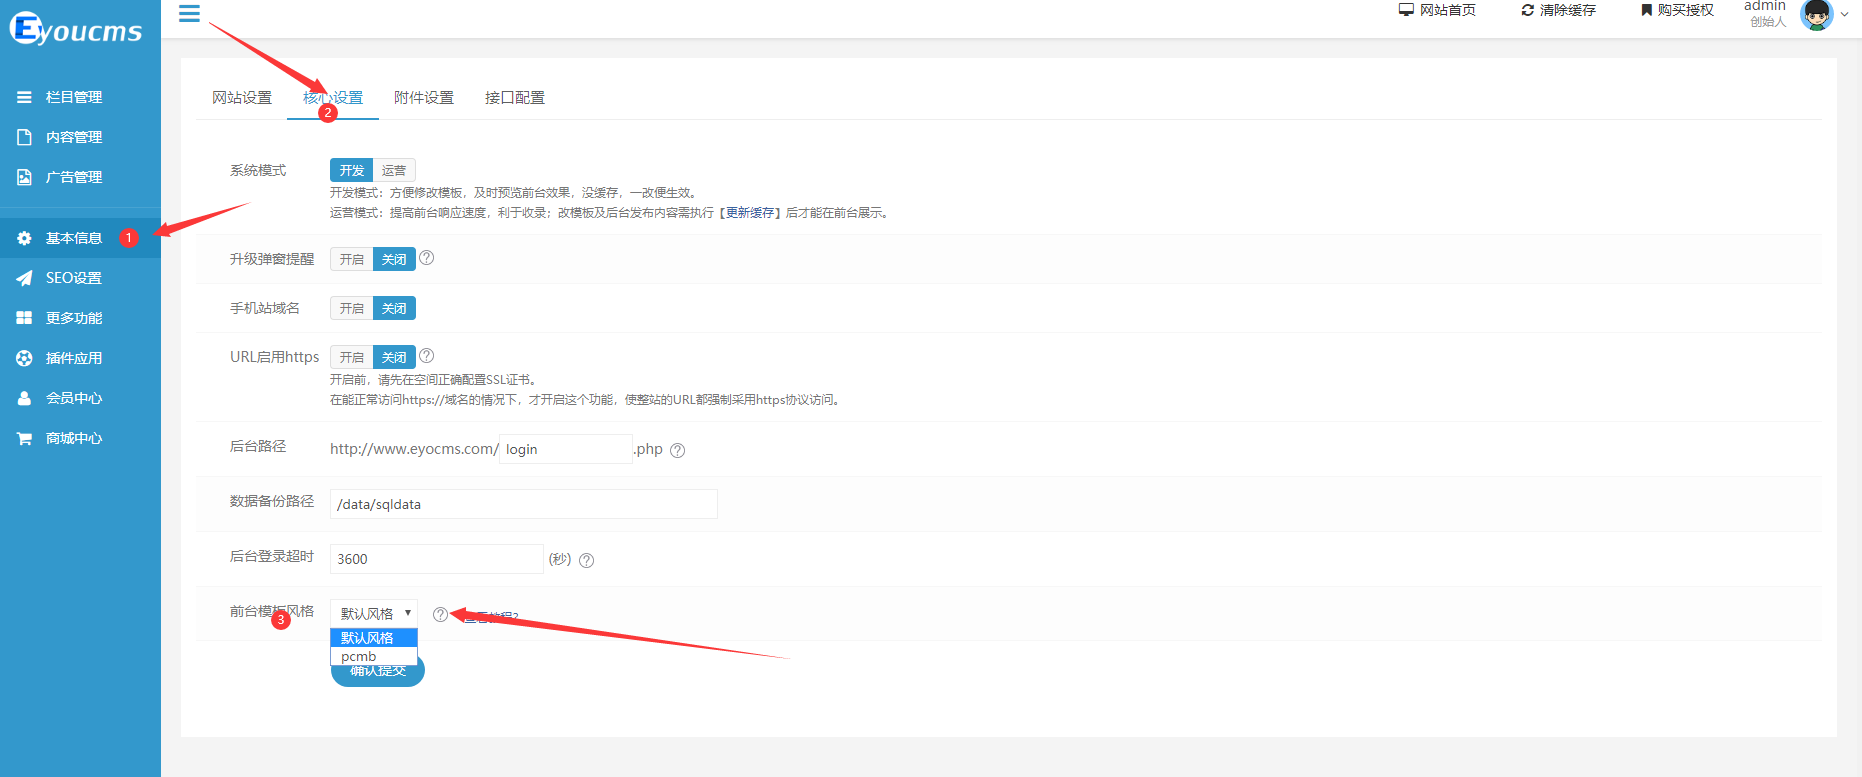 Eyoucms
网站首页
清除缓存
购买授权
admin
创始人
栏目管理
内容管理
广告管理
基本信息 1
SEO设置
更多功能
插件应用
会员中心
商城中心
网站设置 核心设置 附件设置 接口配置
2
系统模式 开发 运营
开发模式：方便修改模板，及时预览前台效果，没缓存，一改便生效。
运营模式：提高前台响应速度，利于收录；改模板及后台发布内容需执行【更新缓存】后才能在前台展示。
升级弹窗提醒 开启 关闭 ?
手机站域名 开启 关闭
URL启用https 开启 关闭 ?
开启前，请先在空间正确配置SSL证书。
在能正常访问https://域名的情况下，才开启这个功能，使整站的URL都强制采用https协议访问。
后台路径 http://www.eyocms.com/ login .php ?
数据备份路径 /data/sqldata
后台登录超时 3600 (秒) ?
前台模板风格 默认风格 ? 查看教程?
3
默认风格
pcmb
确认提交